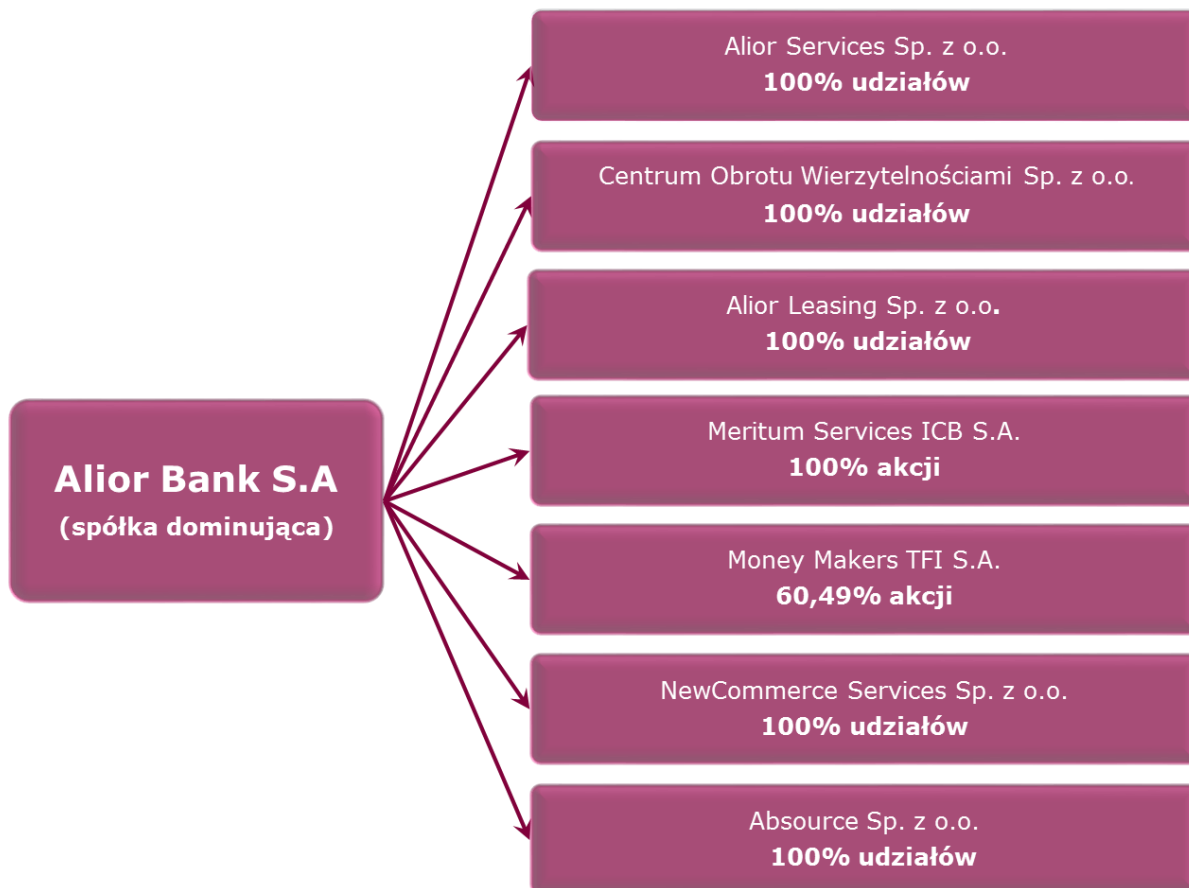 Alior Services Sp. z o.o.
100% udziałów
Centrum Obrotu Wierzytelnościami Sp. z o.o.
100% udziałów
Alior Leasing Sp. z o.o.
100% udziałów
Alior Bank S.A
(spółka dominująca)
Meritum Services ICB S.A.
100% akcji
Money Makers TFI S.A.
60,49% akcji
NewCommerce Services Sp. z o.o.
100% udziałów
Absource Sp. z o.o.
100% udziałów